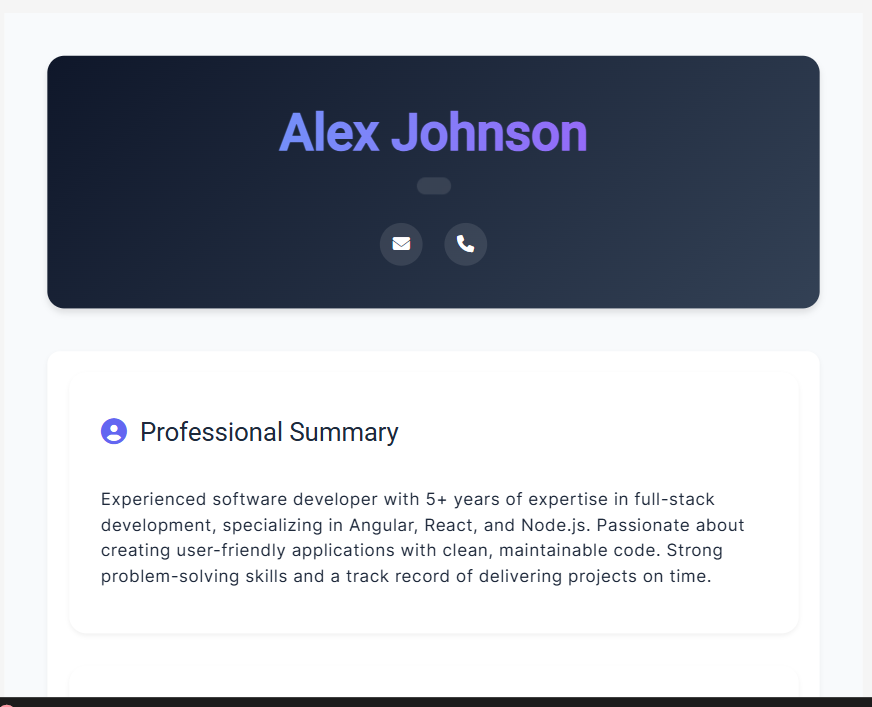 Alex Johnson
Professional Summary
Experienced software developer with 5+ years of expertise in full-stack
development, specializing in Angular, React, and Node.js. Passionate about
creating user-friendly applications with clean, maintainable code. Strong
problem-solving skills and a track record of delivering projects on time.